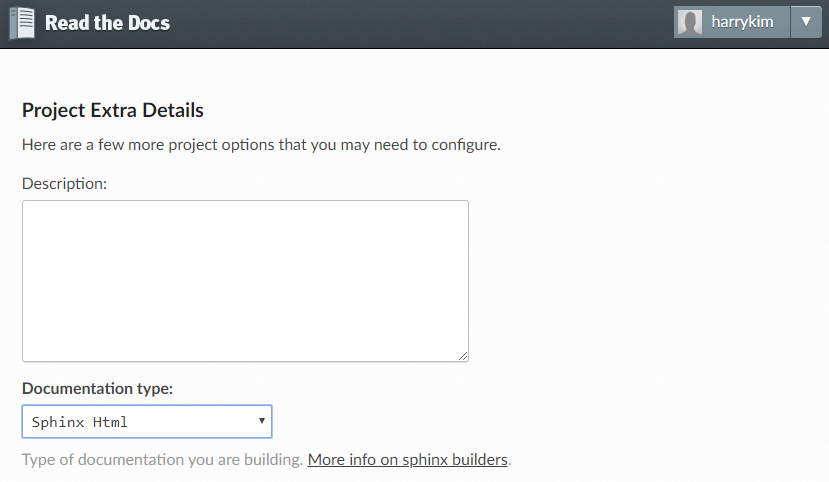 Read the Docs
harrykim
Project Extra Details
Here are a few more project options that you may need to configure.
Description:
Documentation type:
Sphinx Html
Type of documentation you are building. More info on sphinx builders.